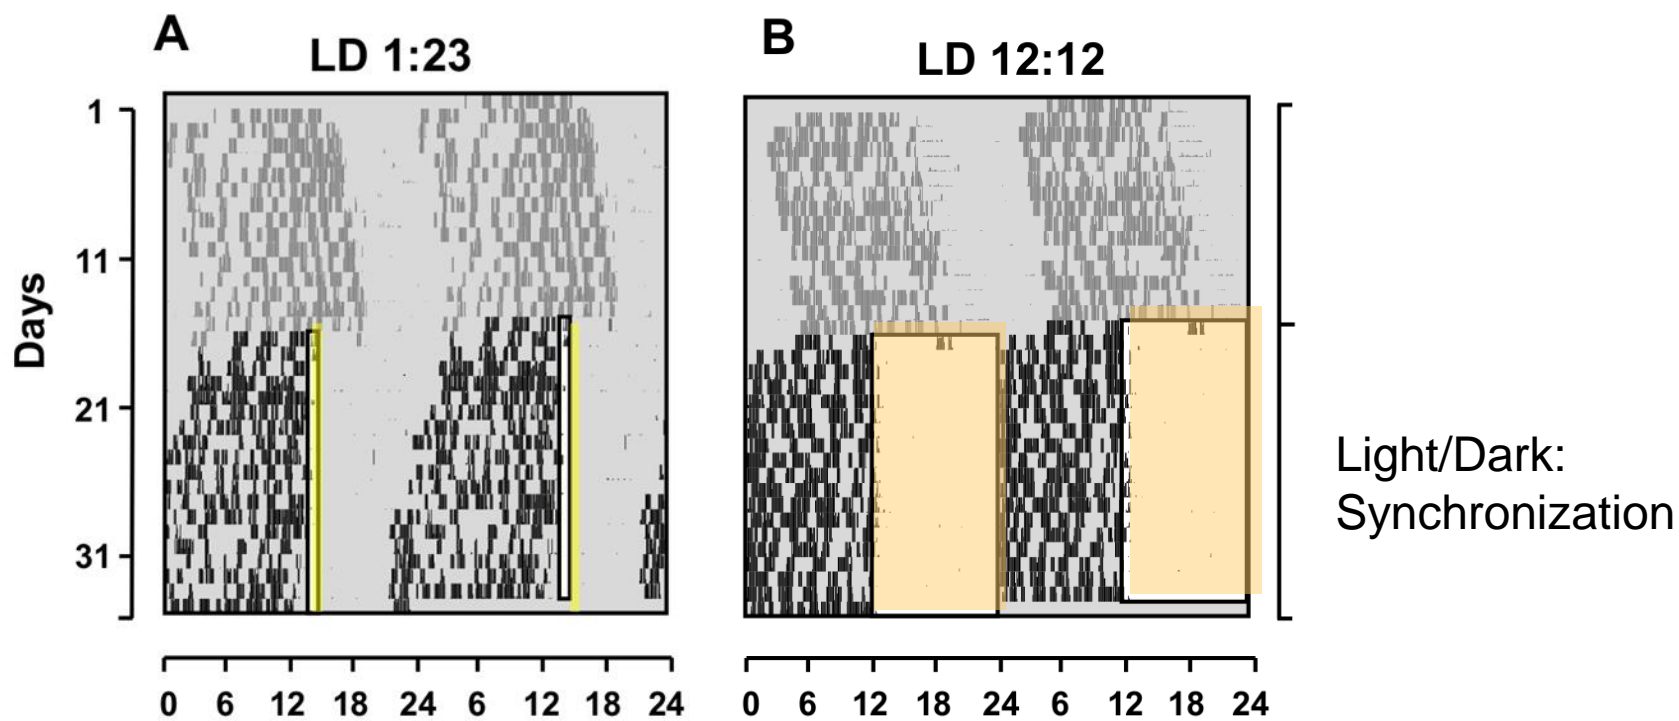 A
LD 1:23
B
LD 12:12
Days
1
11
21
31
0 6 12 18 24 6 12 18 24
0 6 12 18 24 6 12 18 24
Light/Dark:
Synchronization